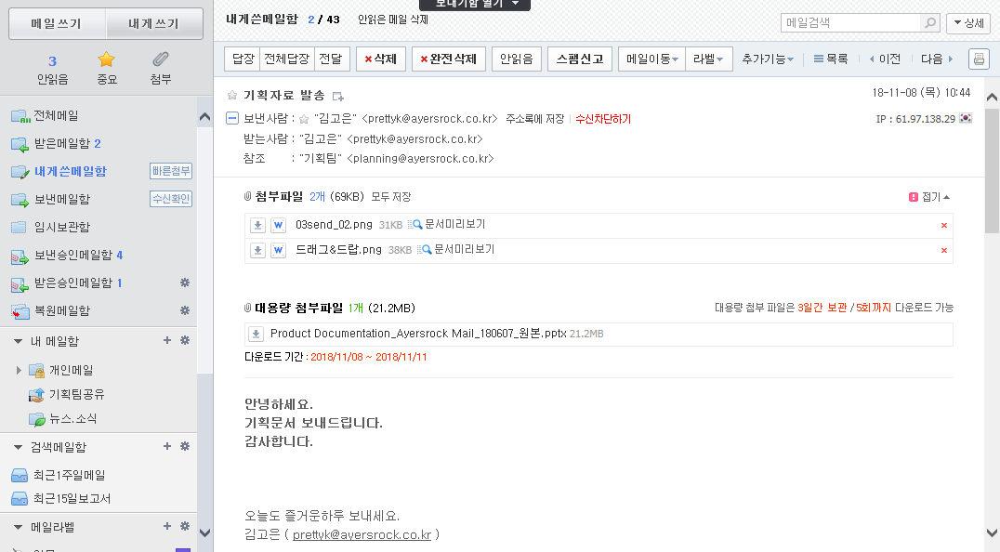 메일쓰기 내게쓰기
3
안읽음 중요 첨부
전체메일
받은메일함 2
내게쓴메일함 빠른첨부
보낸메일함 수신확인
임시보관함
보낸승인메일함 4
받은승인메일함 1
복원메일함
내 메일함 +
개인메일
기획팀공유
뉴스.소식
검색메일함 +
최근1주일메일
최근15일보고서
메일라벨 +
보내기함 열기
내게쓴메일함 2 / 43 안읽은 메일 삭제
메일검색 상세
답장 전체답장 전달 ×삭제 ×완전삭제 안읽음 스팸신고 메일이동 라벨 추가기능 목록 이전 다음
기획자료 발송 18-11-08 (목) 10:44
보낸사람 : "김고은" <prettyk@ayersrock.co.kr> 주소록에 저장 | 수신차단하기 IP : 61.97.138.29
받는사람 : "김고은" <prettyk@ayersrock.co.kr>
참조 : "기획팀" <planning@ayersrock.co.kr>
첨부파일 2개 (69KB) 모두 저장 접기
W 03send_02.png 31KB 문서미리보기 ×
W 드래그&드랍.png 38KB 문서미리보기 ×
대용량 첨부파일 1개 (21.2MB) 대용량 첨부 파일은 3일간 보관 / 5회까지 다운로드 가능
Product Documentation_Ayersrock Mail_180607_원본.pptx 21.2MB
다운로드 기간 : 2018/11/08 ~ 2018/11/11
안녕하세요.
기획문서 보내드립니다.
감사합니다.
오늘도 즐거운하루 보내세요.
김고은 ( prettyk@ayersrock.co.kr )